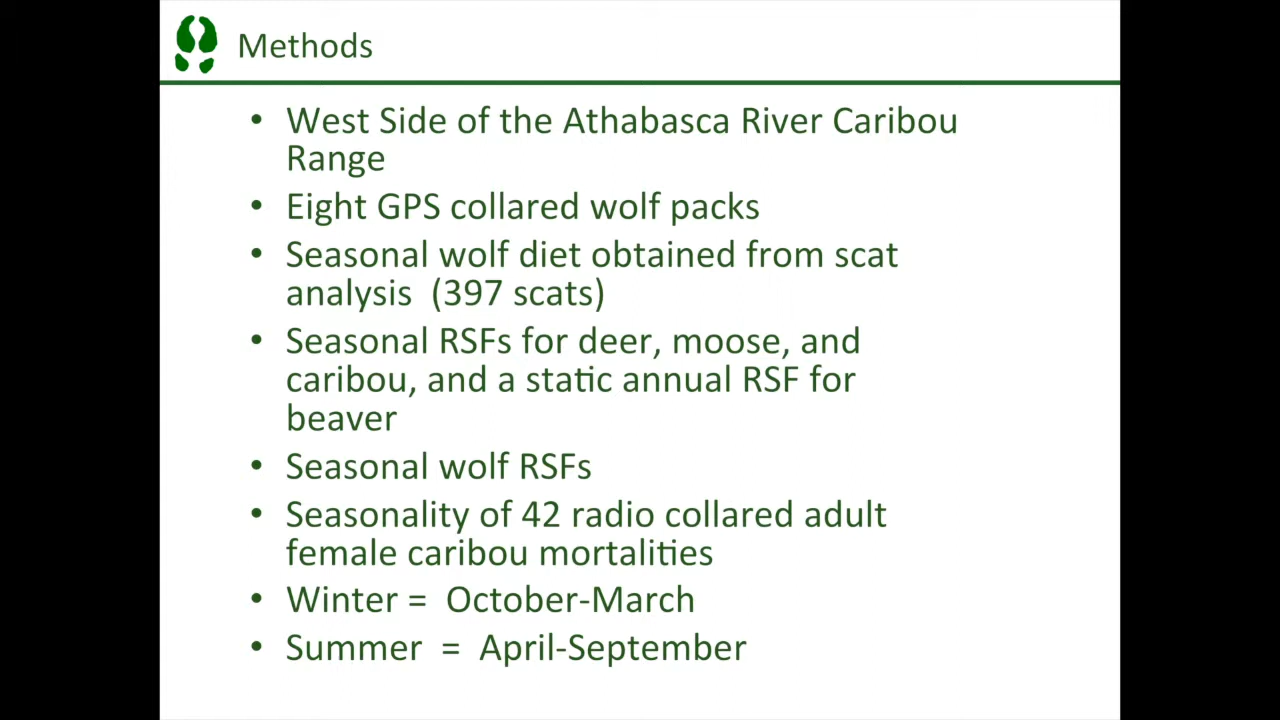 Methods
• West Side of the Athabasca River Caribou
Range
• Eight GPS collared wolf packs
• Seasonal wolf diet obtained from scat
analysis (397 scats)
• Seasonal RSFs for deer, moose, and
caribou, and a static annual RSF for
beaver
• Seasonal wolf RSFs
• Seasonality of 42 radio collared adult
female caribou mortalities
• Winter = October-March
• Summer = April-September